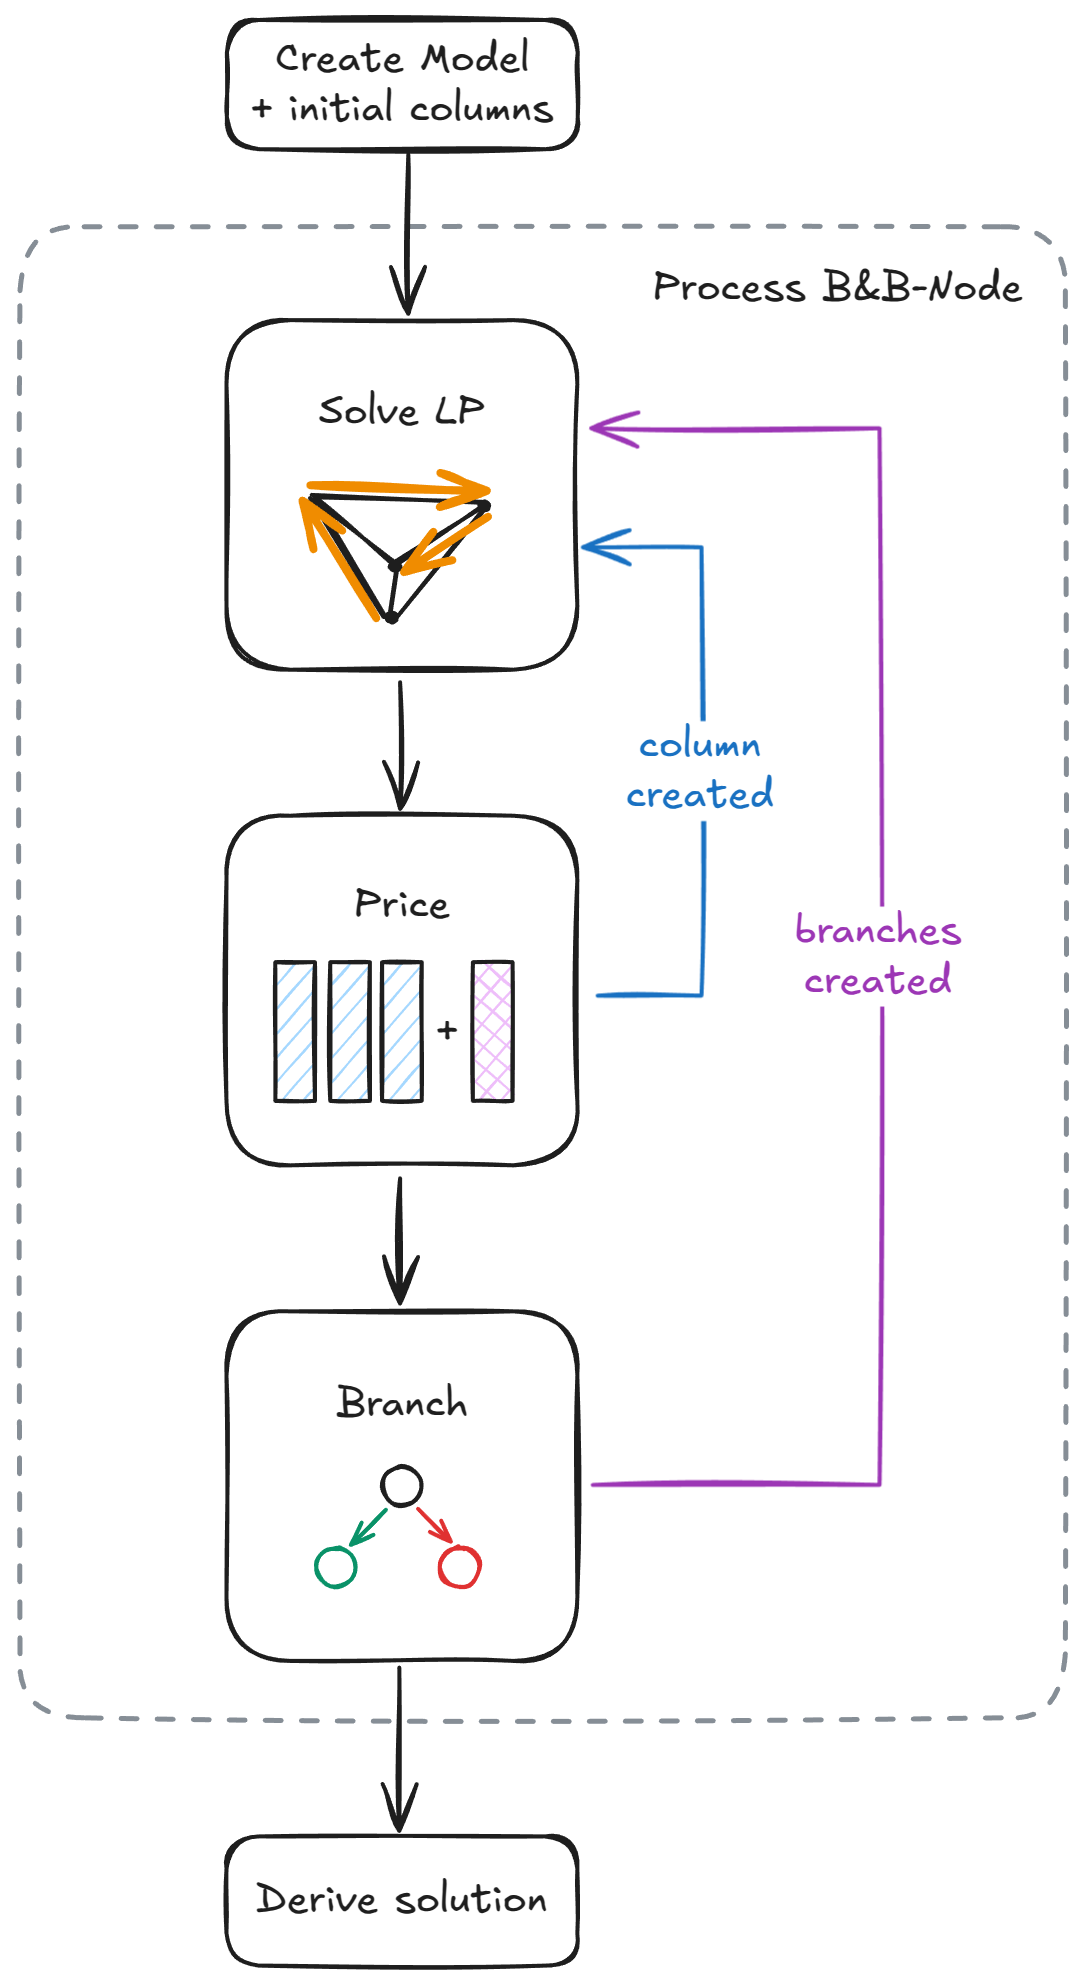 Create Model
+ initial columns
Process B&B-Node
Solve LP
column
created
Price
+
branches
created
Branch
Derive solution